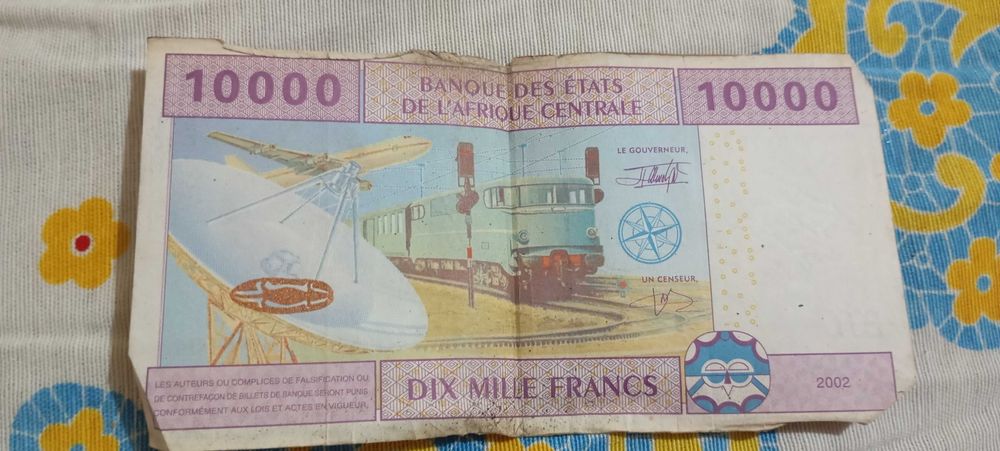 10000
BANQUE DES ÉTATS
DE L'AFRIQUE CENTRALE
10000
LE GOUVERNEUR,
UN CENSEUR,
LES AUTEURS OU COMPLICES DE FALSIFICATION OU
DE CONTREFAÇON DE BILLETS DE BANQUE SERONT PUNIS
CONFORMÉMENT AUX LOIS ET ACTES EN VIGUEUR.
DIX MILLE FRANCS
2002